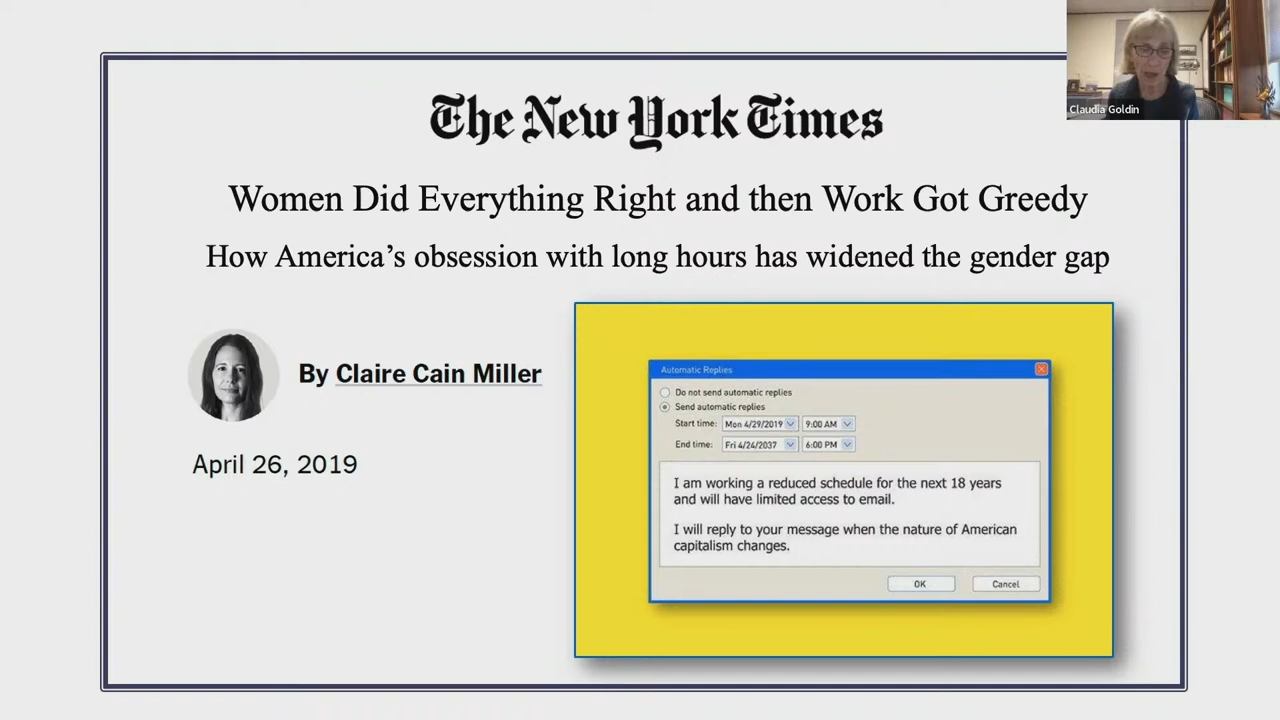 Claudia Goldin
The New York Times
Women Did Everything Right and then Work Got Greedy
How America's obsession with long hours has widened the gender gap
By Claire Cain Miller
April 26, 2019
Automatic Replies
Do not send automatic replies
Send automatic replies
Start time: Mon 4/29/2019 9:00 AM
End time: Fri 4/24/2037 6:00 PM
I am working a reduced schedule for the next 18 years
and will have limited access to email.
I will reply to your message when the nature of American
capitalism changes.
OK Cancel